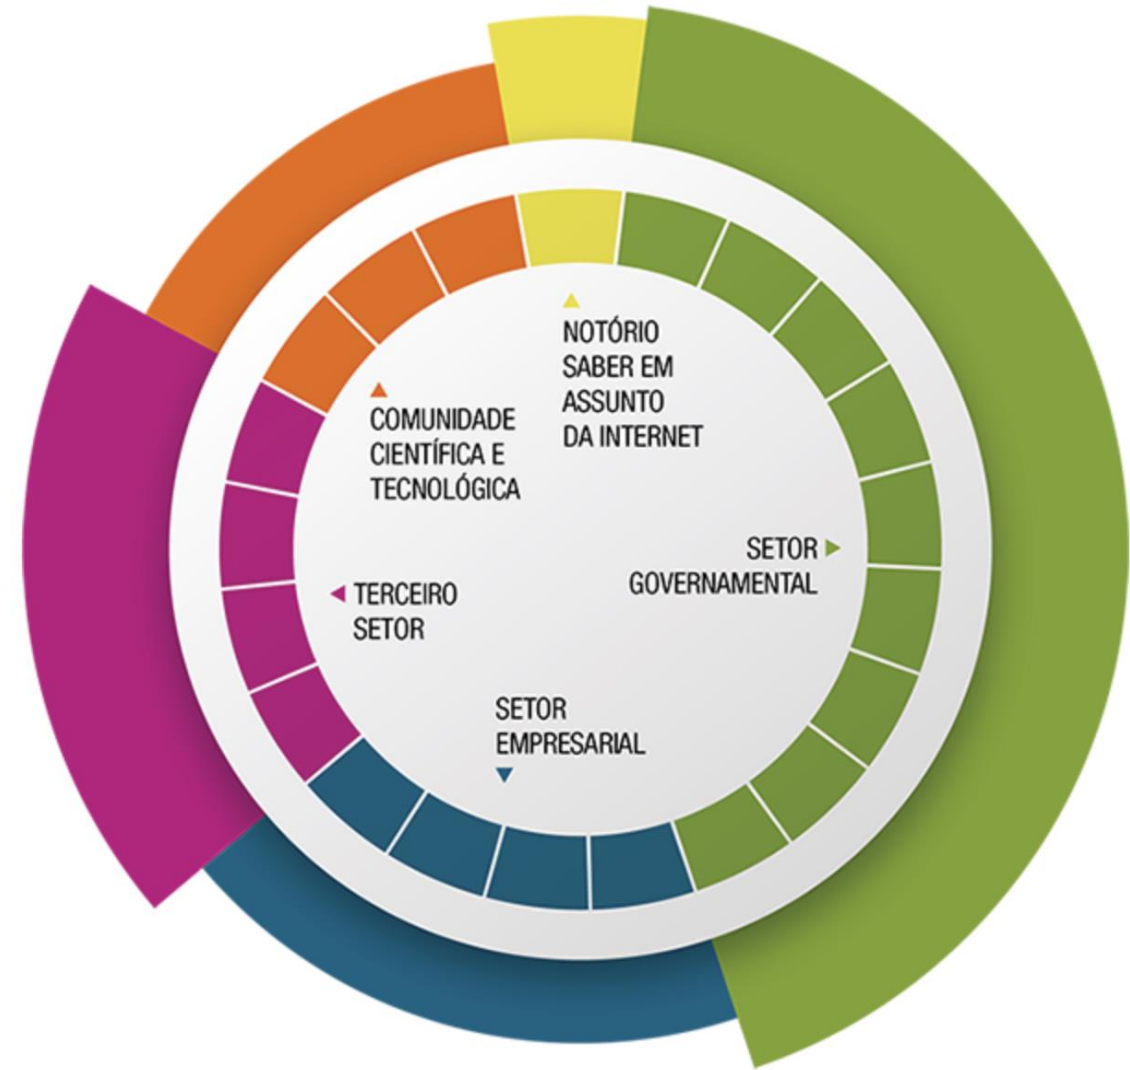 NOTÓRIO
SABER EM
ASSUNTO
DA INTERNET
COMUNIDADE
CIENTÍFICA E
TECNOLÓGICA
SETOR
GOVERNAMENTAL
TERCEIRO
SETOR
SETOR
EMPRESARIAL